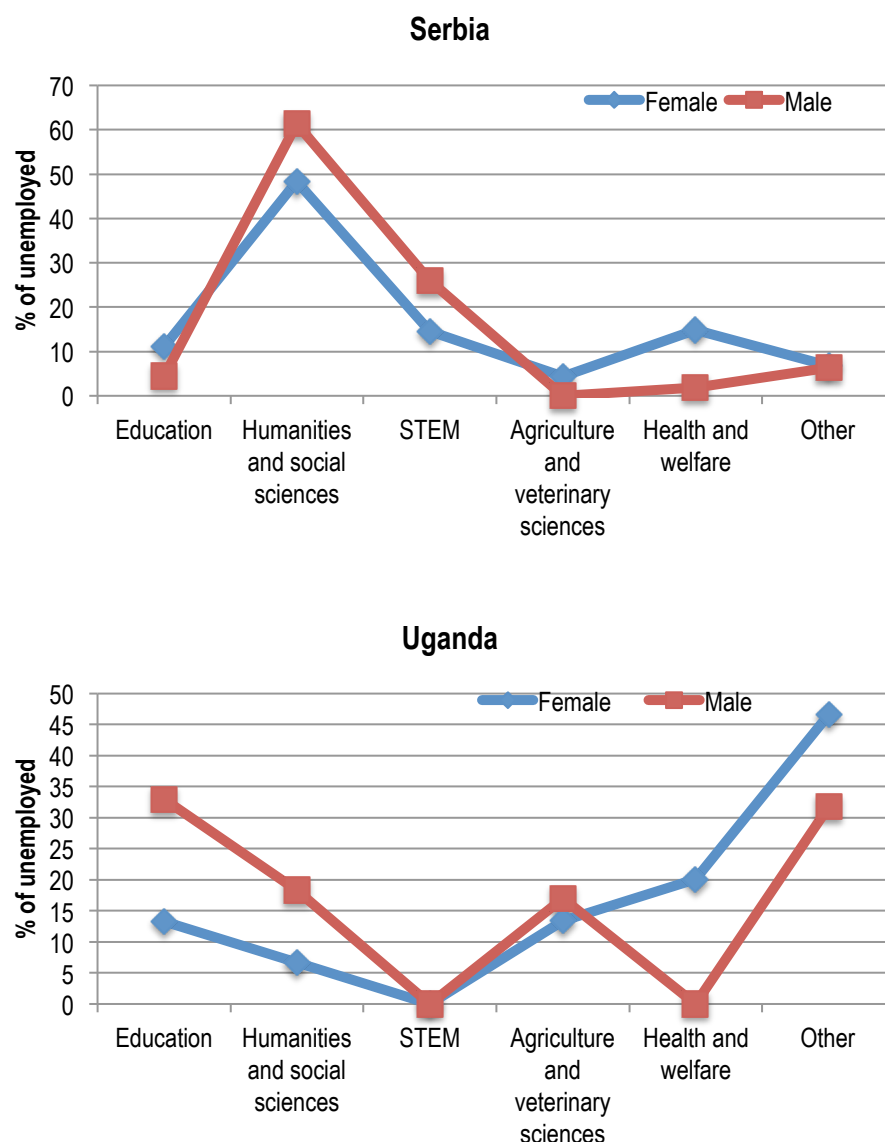 Serbia
70
Female
Male
60
50
40
30
20
10
0
% of unemployed
Education
Humanities
and social
sciences
STEM
Agriculture
and
veterinary
sciences
Health and
welfare
Other
Uganda
50
Female
Male
45
40
35
30
25
20
15
10
5
0
% of unemployed
Education
Humanities
and social
sciences
STEM
Agriculture
and
veterinary
sciences
Health and
welfare
Other